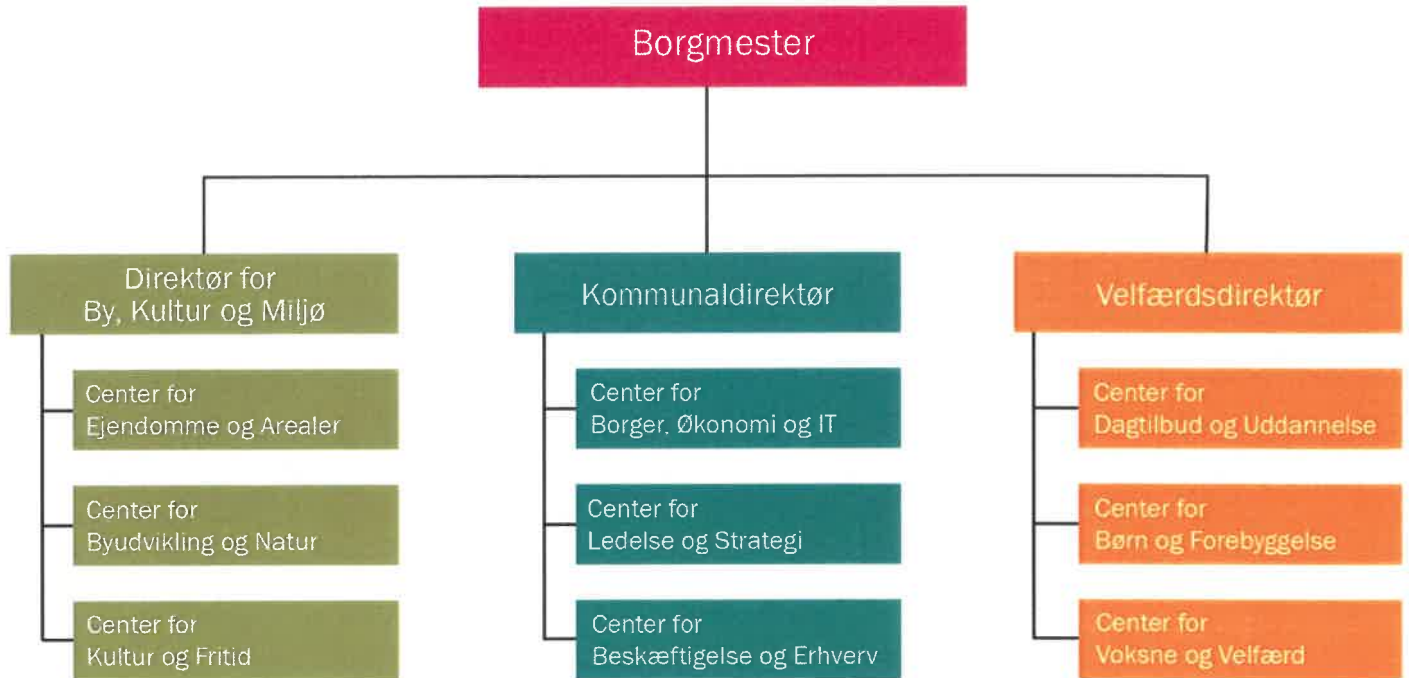 Borgmester
Direktør for
By, Kultur og Miljø
Center for
Ejendomme og Arealer
Center for
Byudvikling og Natur
Center for
Kultur og Fritid
Kommunaldirektør
Center for
Borger, Økonomi og IT
Center for
Ledelse og Strategi
Center for
Beskæftigelse og Erhverv
Velfærdsdirektør
Center for
Dagtilbud og Uddannelse
Center for
Børn og Forebyggelse
Center for
Voksne og Velfærd